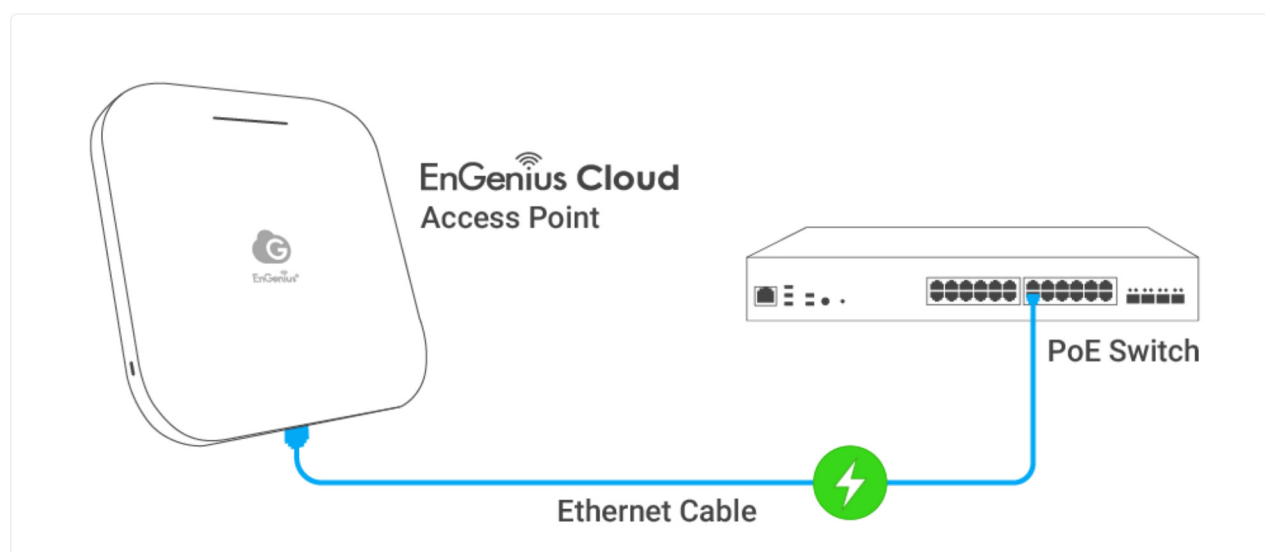 EnGenius Cloud
Access Point
G
EnGenius®
PoE Switch
Ethernet Cable